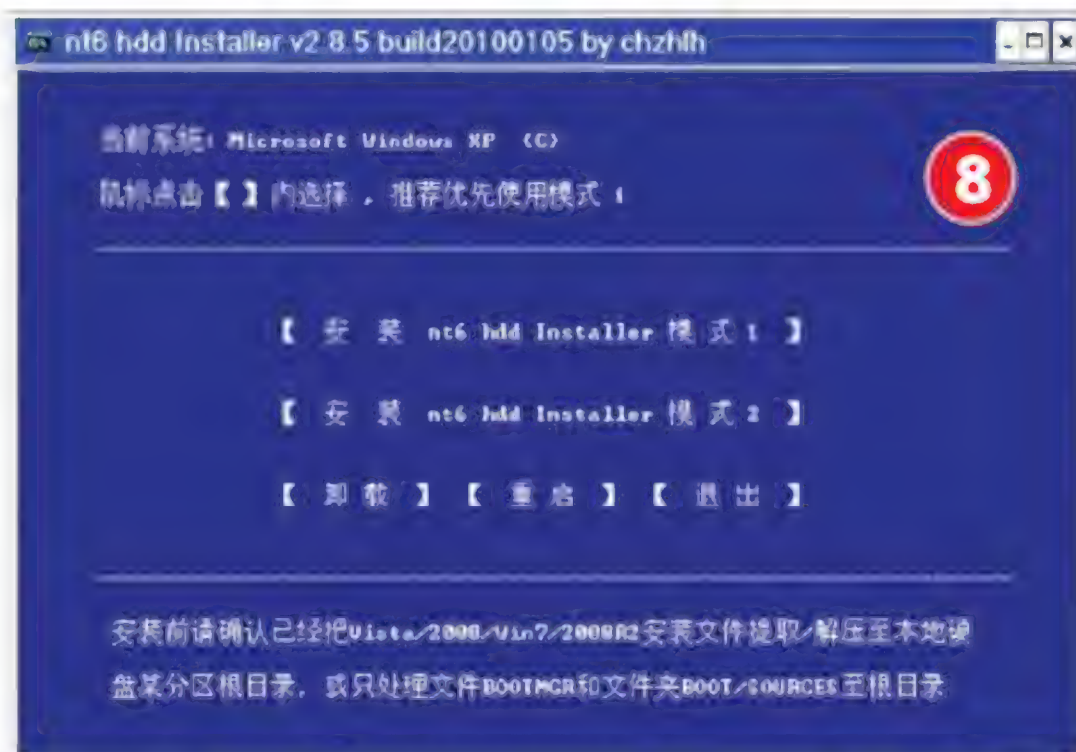 nt6 hdd Installer v2.8.5 build20100105 by chzhlh
当前系统: Microsoft Windows XP (C)
8
鼠标点击【 】内选择 , 推荐优先使用模式 1
【 安 装 nt6 hdd Installer 模 式 1 】
【 安 装 nt6 hdd Installer 模 式 2 】
【 卸 载 】 【 重 启 】 【 退 出 】
安装前请确认已经把Vista/2008/Win7/2008R2安装文件提取/解压至本地硬
盘某分区根目录, 或只处理文件BOOTMGR和文件夹BOOT/SOURCES至根目录